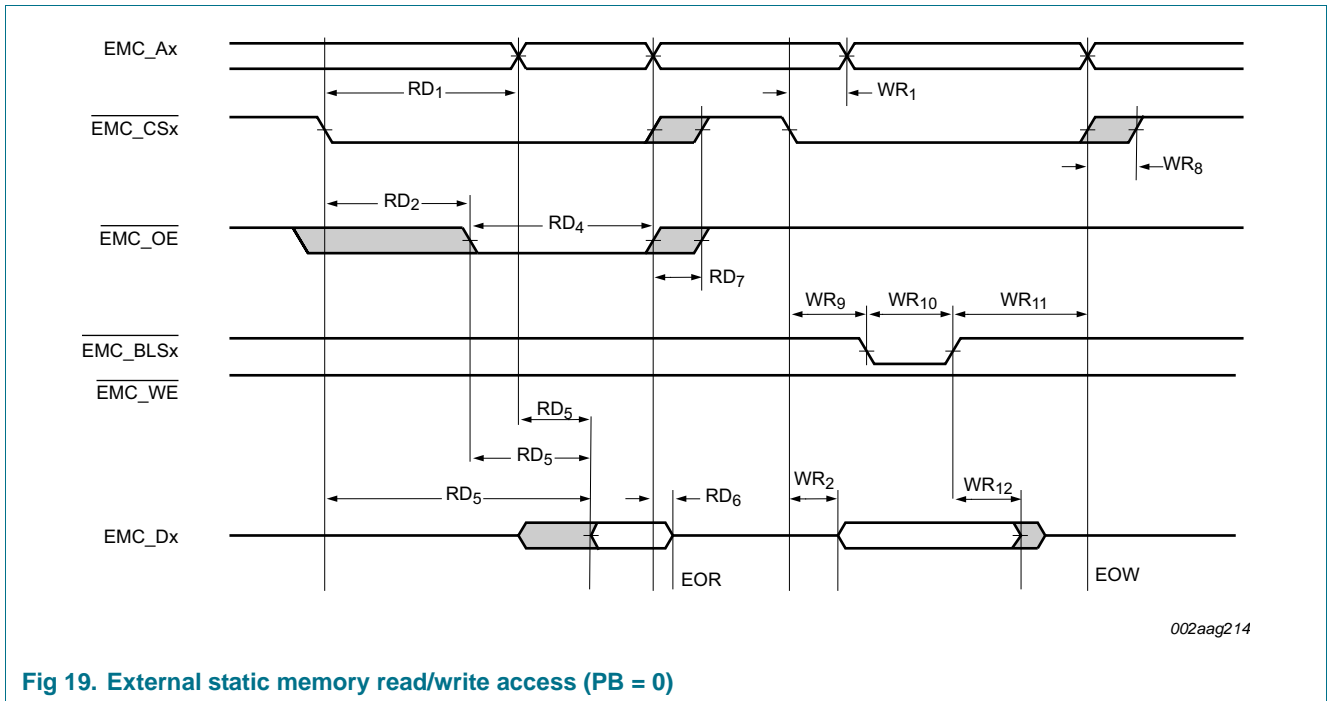 EMC_Ax
RD1
WR1
EMC_CSx
WR8
RD2
RD4
EMC_OE
RD7
WR9
WR10
WR11
EMC_BLSx
EMC_WE
RD5
RD5
RD5
RD6
WR2
WR12
EMC_Dx
EOR
EOW
002aag214
Fig 19. External static memory read/write access (PB = 0)